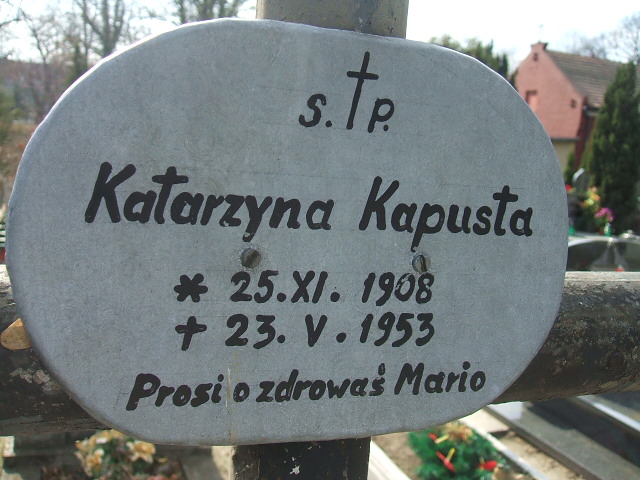 s. † p.
Katarzyna Kapusta
* 25. XI. 1908
+ 23. V. 1953
Prosi o zdrowaś Mario